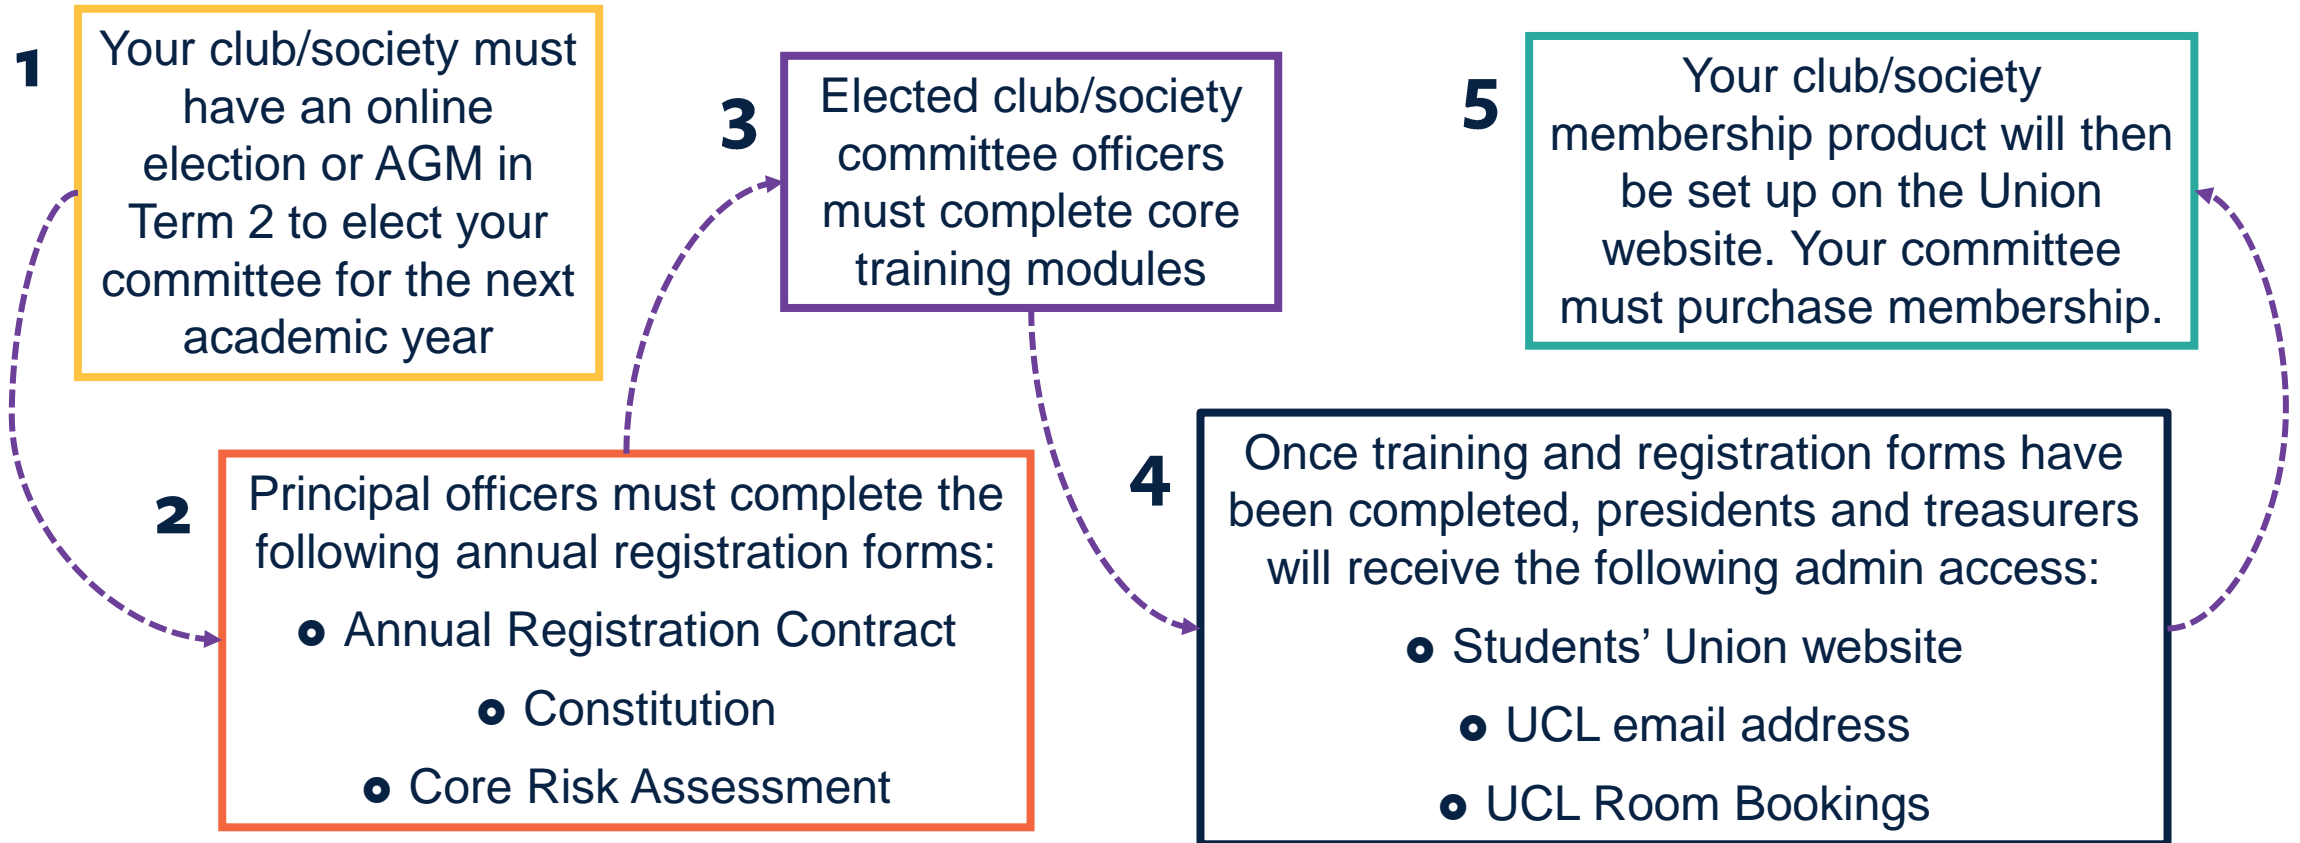 1
Your club/society must
have an online
election or AGM in
Term 2 to elect your
committee for the next
academic year
2
Principal officers must complete the
following annual registration forms:
Annual Registration Contract
Constitution
Core Risk Assessment
3
Elected club/society
committee officers
must complete core
training modules
4
Once training and registration forms have
been completed, presidents and treasurers
will receive the following admin access:
Students’ Union website
UCL email address
UCL Room Bookings
5
Your club/society
membership product will then
be set up on the Union
website. Your committee
must purchase membership.